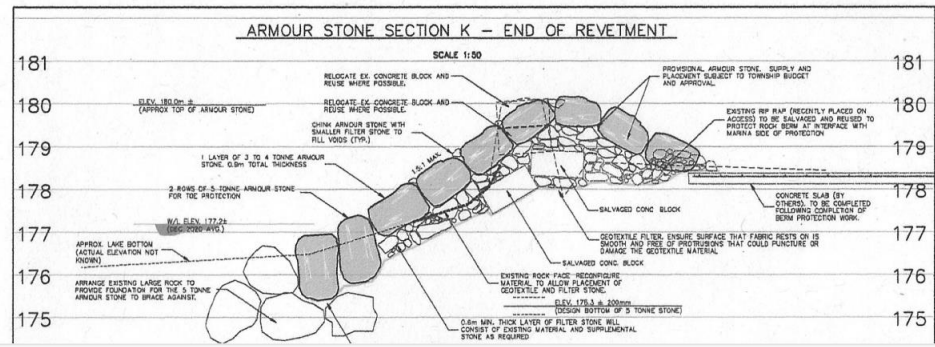 ARMOUR STONE SECTION K – END OF REVETMENT
SCALE 1:50
181
181
180
180
179
179
178
178
177
177
176
176
175
175
ELEV. 180.0m ±
(APPROX TOP OF ARMOUR STONE)
RELOCATE EX. CONCRETE BLOCK AND
REUSE WHERE POSSIBLE.
RELOCATE EX. CONCRETE BLOCK AND
REUSE WHERE POSSIBLE.
CHINK ARMOUR STONE WITH
SMALLER FILTER STONE TO
FILL VOIDS (TYP.)
1.5:1 MAX.
1 LAYER OF 3 TO 4 TONNE ARMOUR
STONE. 0.9m TOTAL THICKNESS
2 ROWS OF 5 TONNE ARMOUR STONE
FOR TOE PROTECTION
W/L ELEV. 177.2±
(DEC. 2020 AVG.)
APPROX. LAKE BOTTOM
(ACTUAL ELEVATION NOT
KNOWN)
ARRANGE EXISTING LARGE ROCK TO
PROVIDE FOUNDATION FOR THE 5 TONNE
ARMOUR STONE TO BRACE AGAINST.
PROVISIONAL ARMOUR STONE. SUPPLY AND
PLACEMENT SUBJECT TO TOWNSHIP BUDGET
AND APPROVAL.
EXISTING RIP RAP (RECENTLY PLACED ON
ACCESS) TO BE SALVAGED AND REUSED TO
PROTECT ROCK BERM AT INTERFACE WITH
MARINA SIDE OF PROTECTION
CONCRETE SLAB (BY
OTHERS). TO BE COMPLETED
FOLLOWING COMPLETION OF
BERM PROTECTION WORK.
SALVAGED CONC. BLOCK
GEOTEXTILE FILTER. ENSURE SURFACE THAT FABRIC RESTS ON IS
SMOOTH AND FREE OF PROTRUSIONS THAT COULD PUNCTURE OR
DAMAGE THE GEOTEXTILE MATERIAL
SALVAGED CONC. BLOCK
EXISTING ROCK FACE RECONFIGURE
MATERIAL TO ALLOW PLACEMENT OF
GEOTEXTILE AND FILTER STONE.
ELEV. 175.3 ± 200mm
(DESIGN BOTTOM OF 5 TONNE STONE)
0.6m MIN. THICK LAYER OF FILTER STONE WILL
CONSIST OF EXISTING MATERIAL AND SUPPLEMENTAL
STONE AS REQUIRED